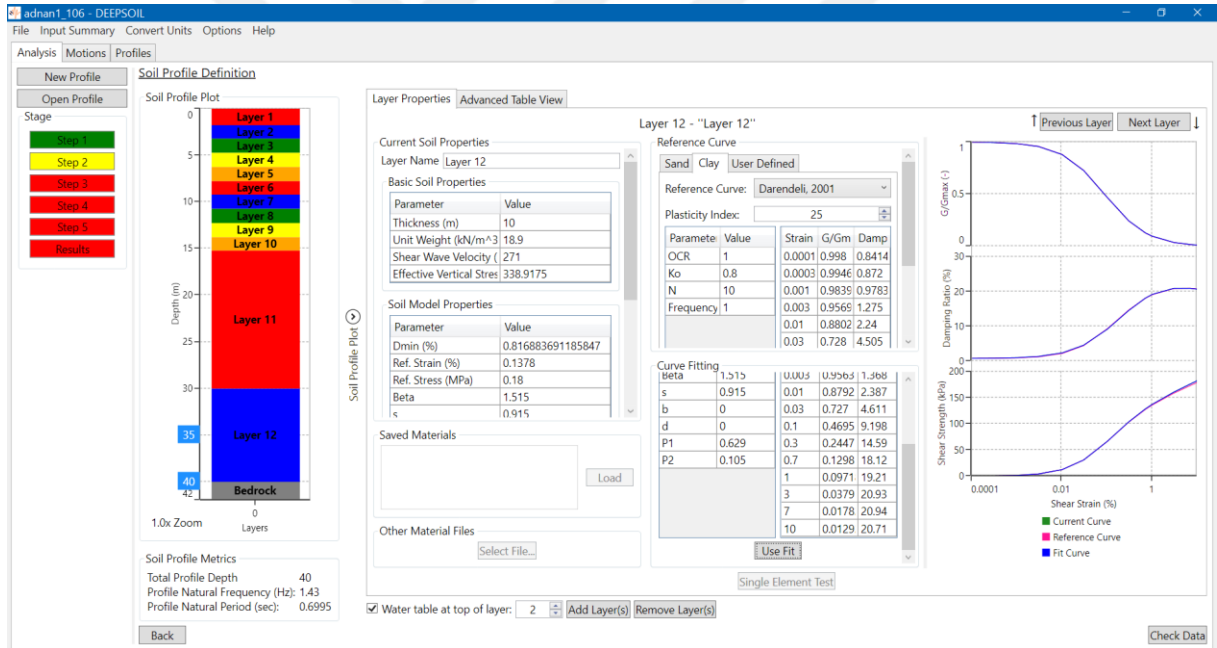 adnan1_106 - DEEPSOIL
File Input Summary Convert Units Options Help
Analysis Motions Profiles
New Profile
Open Profile
Stage
Step 1
Step 2
Step 3
Step 4
Step 5
Results
Soil Profile Definition
Soil Profile Plot
0
5
10
15
20
25
30
35
40
42
Depth (m)
Layer 1
Layer 2
Layer 3
Layer 4
Layer 5
Layer 6
Layer 7
Layer 8
Layer 9
Layer 10
Layer 11
Layer 12
Bedrock
0
1.0x Zoom
Layers
Soil Profile Plot
Soil Profile Metrics
Total Profile Depth 40
Profile Natural Frequency (Hz): 1.43
Profile Natural Period (sec): 0.6995
Back
Layer Properties Advanced Table View
Layer 12 - "Layer 12"
↑ Previous Layer Next Layer ↓
Current Soil Properties
Layer Name Layer 12
Basic Soil Properties
Parameter Value
Thickness (m) 10
Unit Weight (kN/m^3 18.9
Shear Wave Velocity ( 271
Effective Vertical Stres 338.9175
Soil Model Properties
Parameter Value
Dmin (%) 0.816883691185847
Ref. Strain (%) 0.1378
Ref. Stress (MPa) 0.18
Beta 1.515
s 0.915
Saved Materials
Load
Other Material Files
Select File...
Reference Curve
Sand Clay User Defined
Reference Curve: Darendeli, 2001
Plasticity Index: 25
Paramete Value
OCR 1
Ko 0.8
N 10
Frequency 1
Strain G/Gm Damp
0.0001 0.998 0.8414
0.0003 0.9946 0.872
0.001 0.9839 0.9783
0.003 0.9569 1.275
0.01 0.8802 2.24
0.03 0.728 4.505
Curve Fitting
Beta 1.515
s 0.915
b 0
d 0
P1 0.629
P2 0.105
0.003 0.9563 1.368
0.01 0.8792 2.387
0.03 0.727 4.611
0.1 0.4695 9.198
0.3 0.2447 14.59
0.7 0.1298 18.12
1 0.0971 19.21
3 0.0379 20.93
7 0.0178 20.94
10 0.0129 20.71
Use Fit
Single Element Test
Water table at top of layer: 2 Add Layer(s) Remove Layer(s)
G/Gmax (-)
1
0.5
0
Damping Ratio (%)
30
20
10
0
Shear Strength (kPa)
200
150
100
50
0
0.0001 0.01 1
Shear Strain (%)
Current Curve
Reference Curve
Fit Curve
Check Data